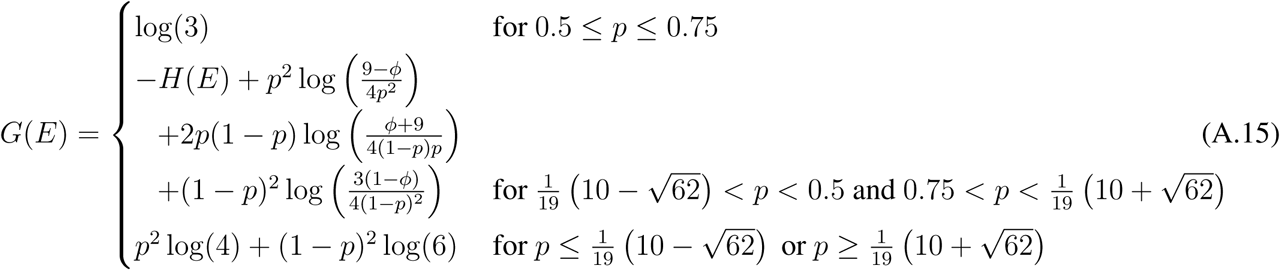 G(E) = { log(3) for 0.5 ≤ p ≤ 0.75
−H(E) + p² log((9−ϕ)/(4p²))
+2p(1 − p) log((ϕ+9)/(4(1−p)p))
+(1 − p)² log((3(1−ϕ))/(4(1−p)²)) for 1/19 (10 − √62) < p < 0.5 and 0.75 < p < 1/19 (10 + √62)
p² log(4) + (1 − p)² log(6) for p ≤ 1/19 (10 − √62) or p ≥ 1/19 (10 + √62)
(A.15)